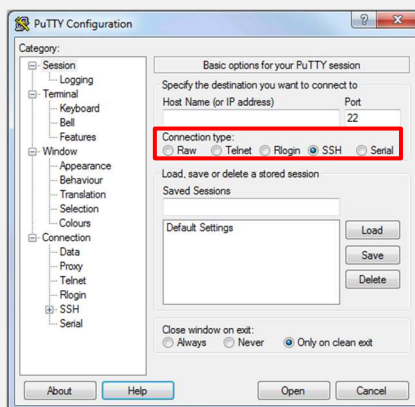 PuTTY Configuration
Category:
Session
Logging
Terminal
Keyboard
Bell
Features
Window
Appearance
Behaviour
Translation
Selection
Colours
Connection
Data
Proxy
Telnet
Rlogin
SSH
Serial
Basic options for your PuTTY session
Specify the destination you want to connect to
Host Name (or IP address) Port
22
Connection type:
Raw Telnet Rlogin SSH Serial
Load, save or delete a stored session
Saved Sessions
Default Settings
Load
Save
Delete
Close window on exit:
Always Never Only on clean exit
About Help Open Cancel